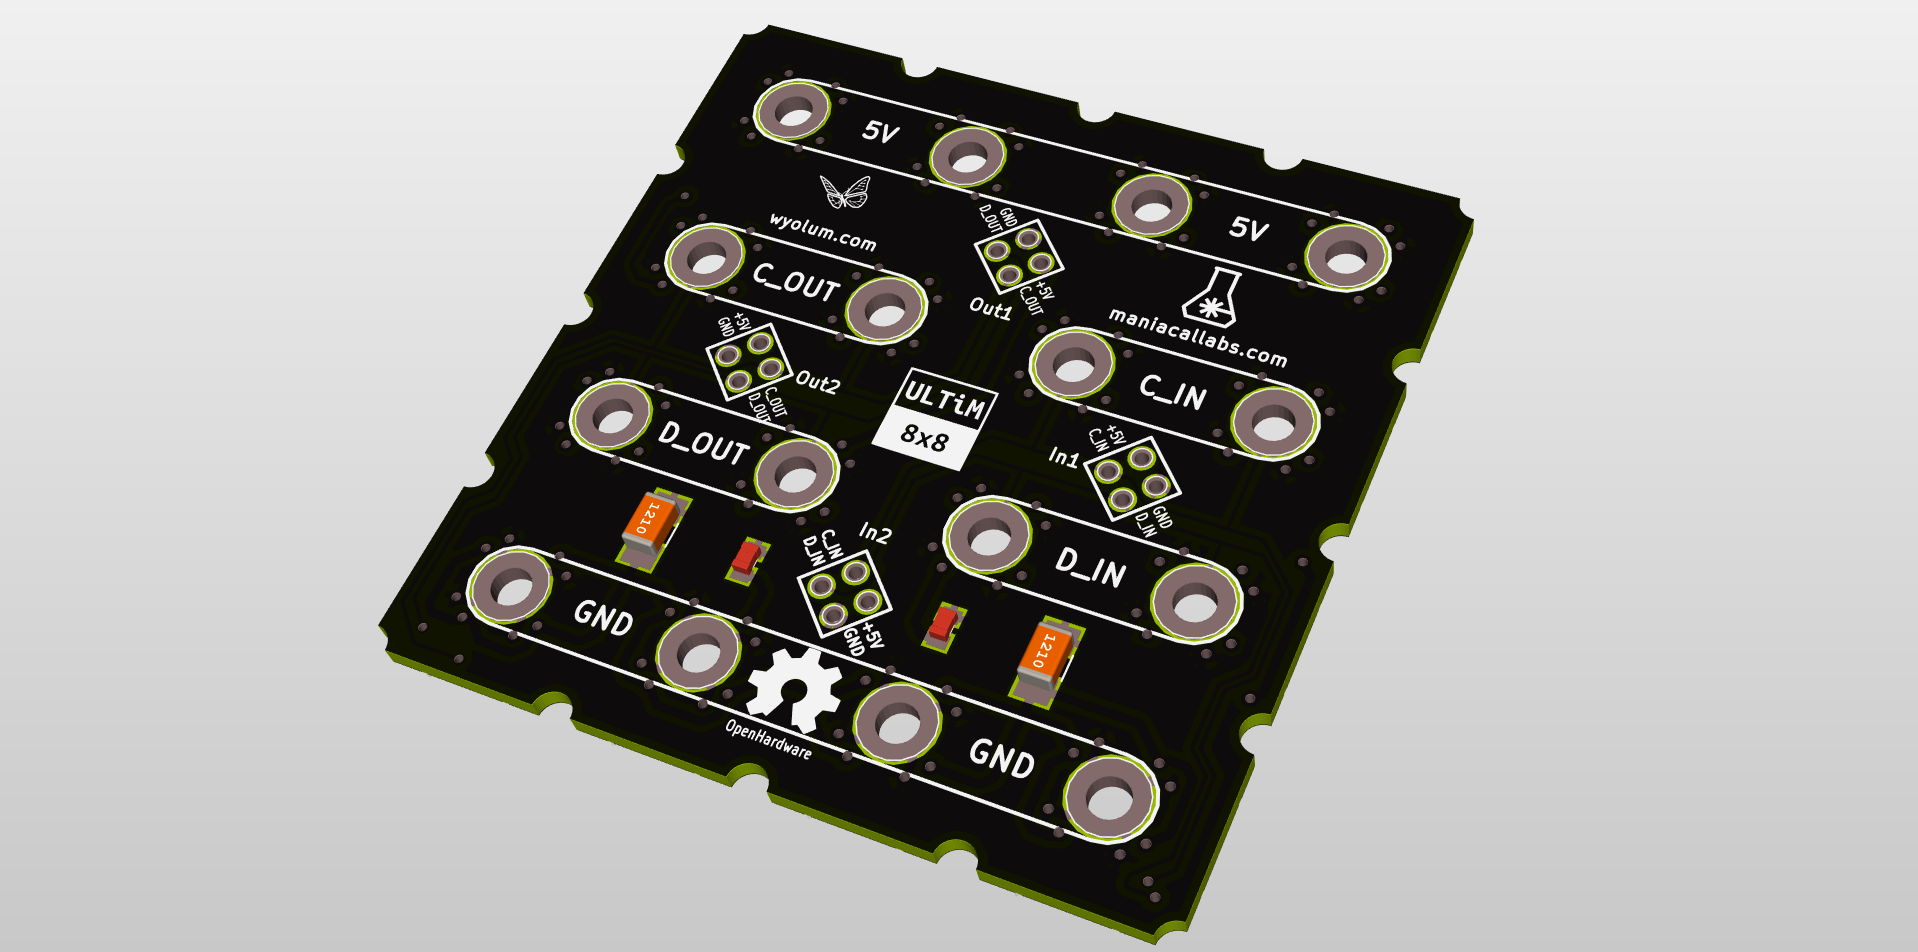 5V
5V
wyolum.com
D_OUT
GND
+5V
C_OUT
Out1
C_OUT
maniacallabs.com
GND
+5V
Out2
C_OUT
D_OUT
ULTiM
8x8
C_IN
D_OUT
C_IN
+5V
In1
D_IN
GND
1210
In2
D_IN
C_IN
GND
+5V
D_IN
1210
GND
OpenHardware
GND